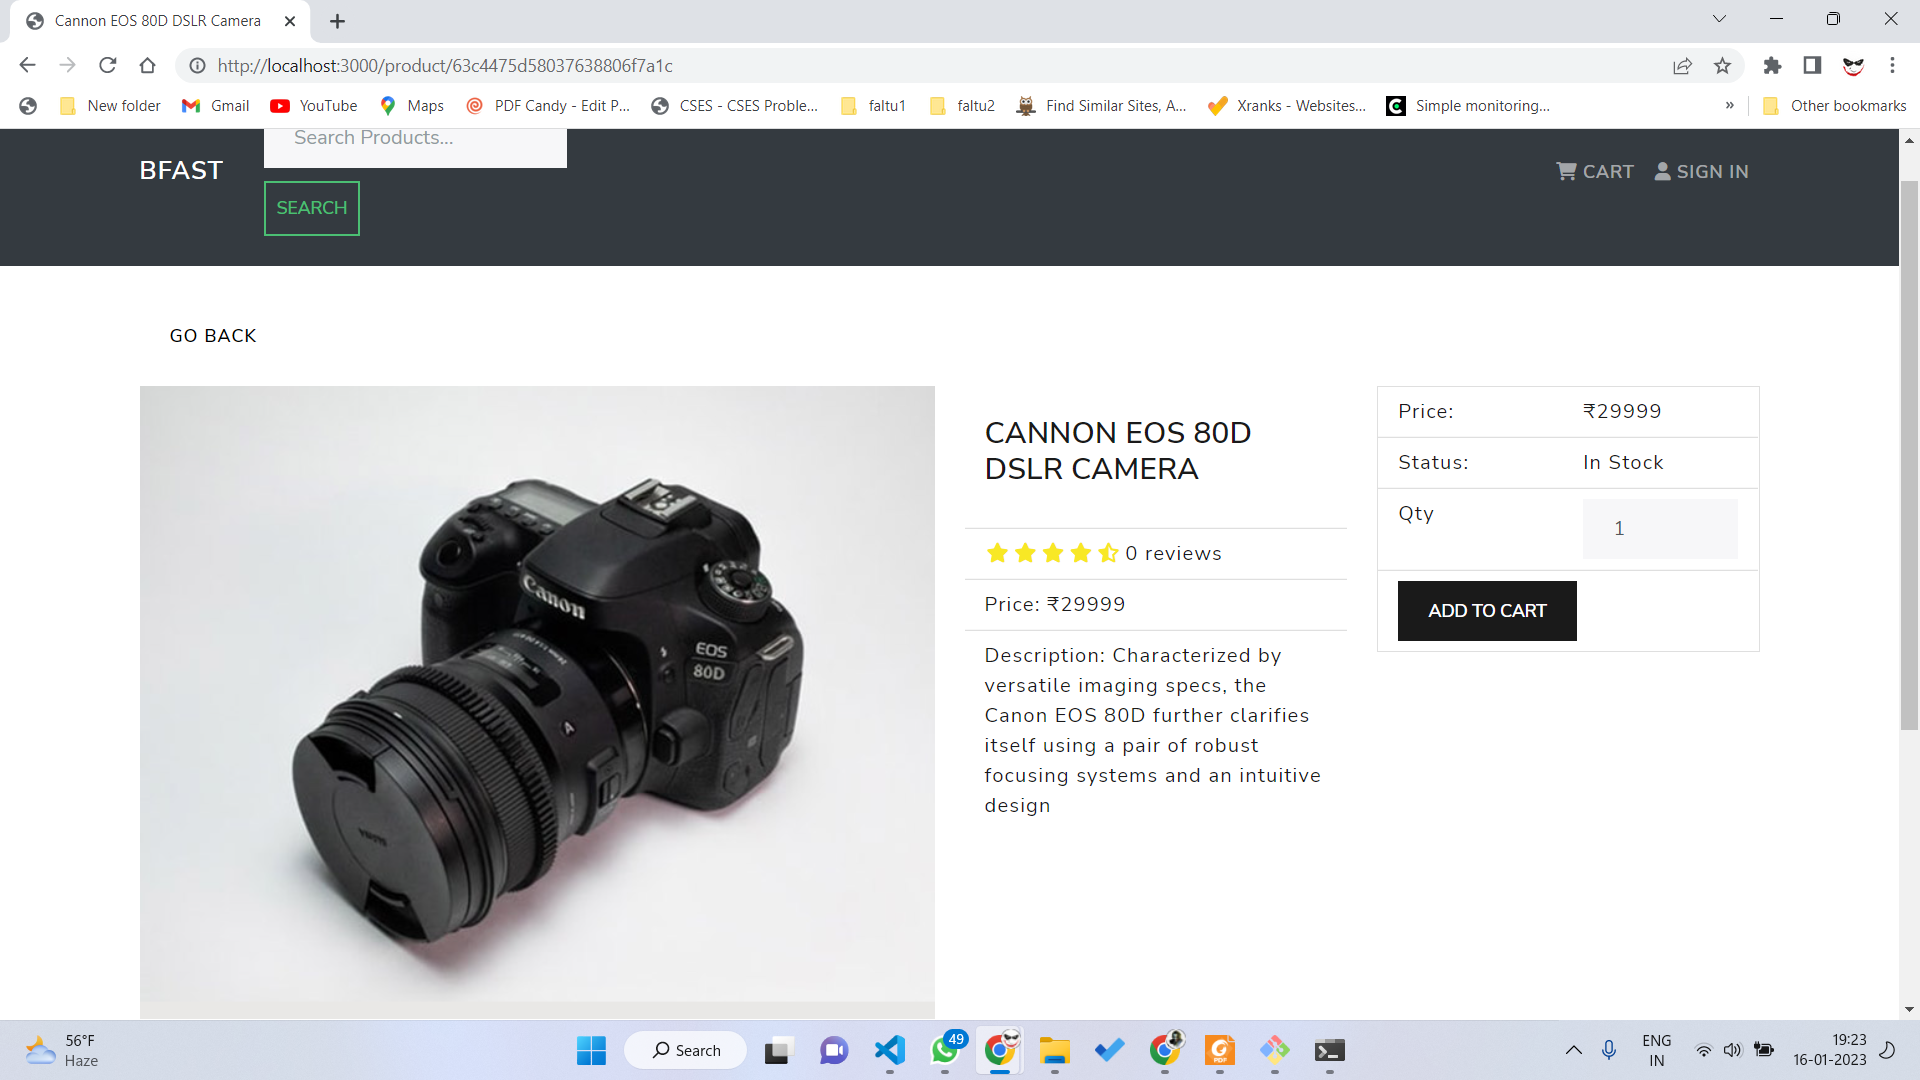 Cannon EOS 80D DSLR Camera
http://localhost:3000/product/63c4475d58037638806f7a1c
New folder
Gmail
YouTube
Maps
PDF Candy - Edit P...
CSES - CSES Proble...
faltu1
faltu2
Find Similar Sites, A...
Xranks - Websites...
Simple monitoring...
»
Other bookmarks
BFAST
Search Products...
SEARCH
CART
SIGN IN
GO BACK
Canon
EOS
80D
A
CANNON EOS 80D
DSLR CAMERA
0 reviews
Price: ₹29999
Description: Characterized by
versatile imaging specs, the
Canon EOS 80D further clarifies
itself using a pair of robust
focusing systems and an intuitive
design
Price: ₹29999
Status: In Stock
Qty 1
ADD TO CART
56°F
Haze
Search
49
PDF
ENG
IN
19:23
16-01-2023